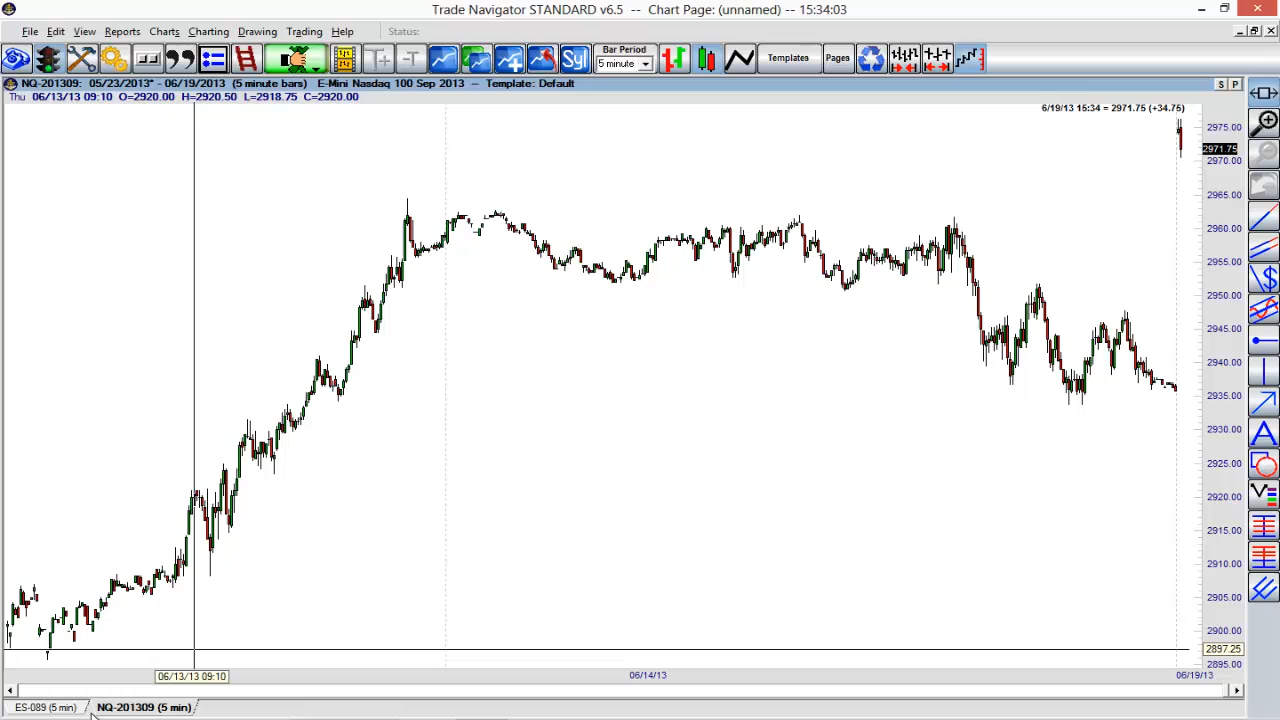 Trade Navigator STANDARD v6.5 -- Chart Page: (unnamed) -- 15:34:03
File Edit View Reports Charts Charting Drawing Trading Help Status:
Bar Period
5 minute
Templates
Pages
Syl
NQ-201309: 05/23/2013* - 06/19/2013 (5 minute bars) E-Mini Nasdaq 100 Sep 2013 -- Template: Default
S P
Thu 06/13/13 09:10 O=2920.00 H=2920.50 L=2918.75 C=2920.00
6/19/13 15:34 = 2971.75 (+34.75)
2975.00
2971.75
2970.00
2965.00
2960.00
2955.00
2950.00
2945.00
2940.00
2935.00
2930.00
2925.00
2920.00
2915.00
2910.00
2905.00
2900.00
2897.25
2895.00
06/13/13 09:10
06/14/13
06/19/13
ES-089 (5 min) NQ-201309 (5 min)